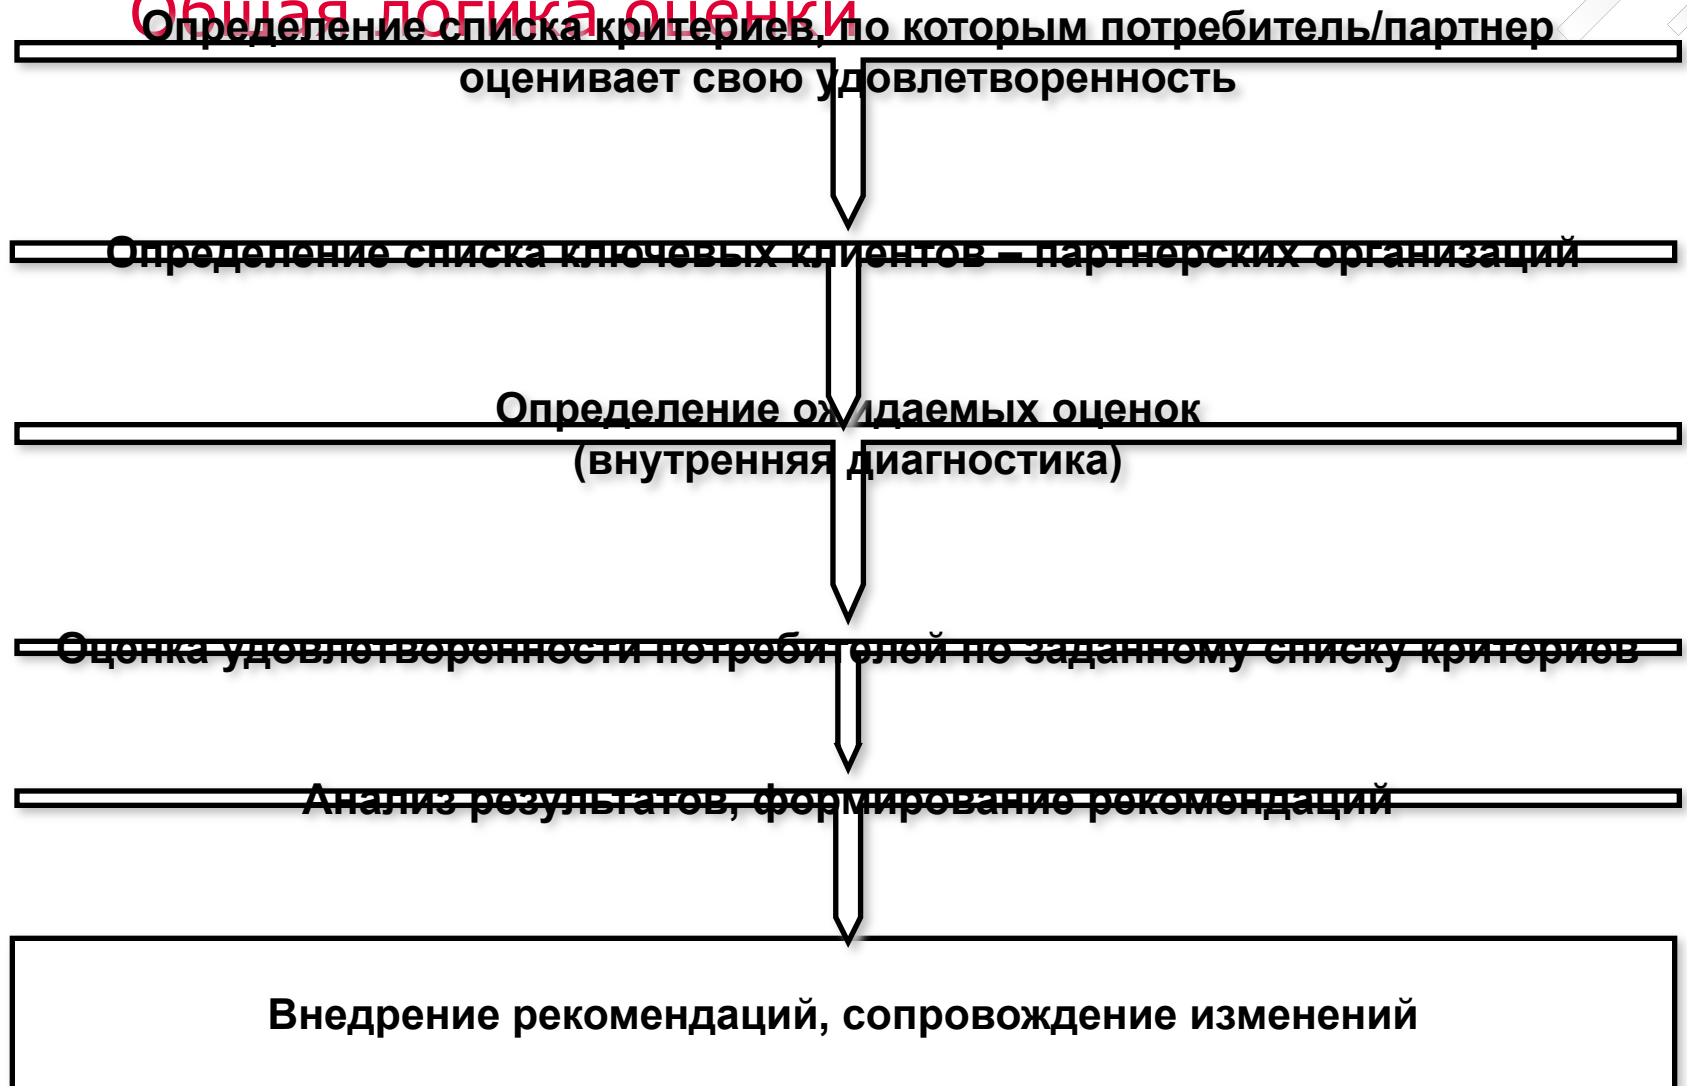 Общая логика оценки
Определение списка критериев, по которым потребитель/партнер
оценивает свою удовлетворенность
Определение списка ключевых клиентов – партнерских организаций
Определение ожидаемых оценок
(внутренняя диагностика)
Оценка удовлетворенности потребителей по заданному списку критериев
Анализ результатов, формирование рекомендаций
Внедрение рекомендаций, сопровождение изменений